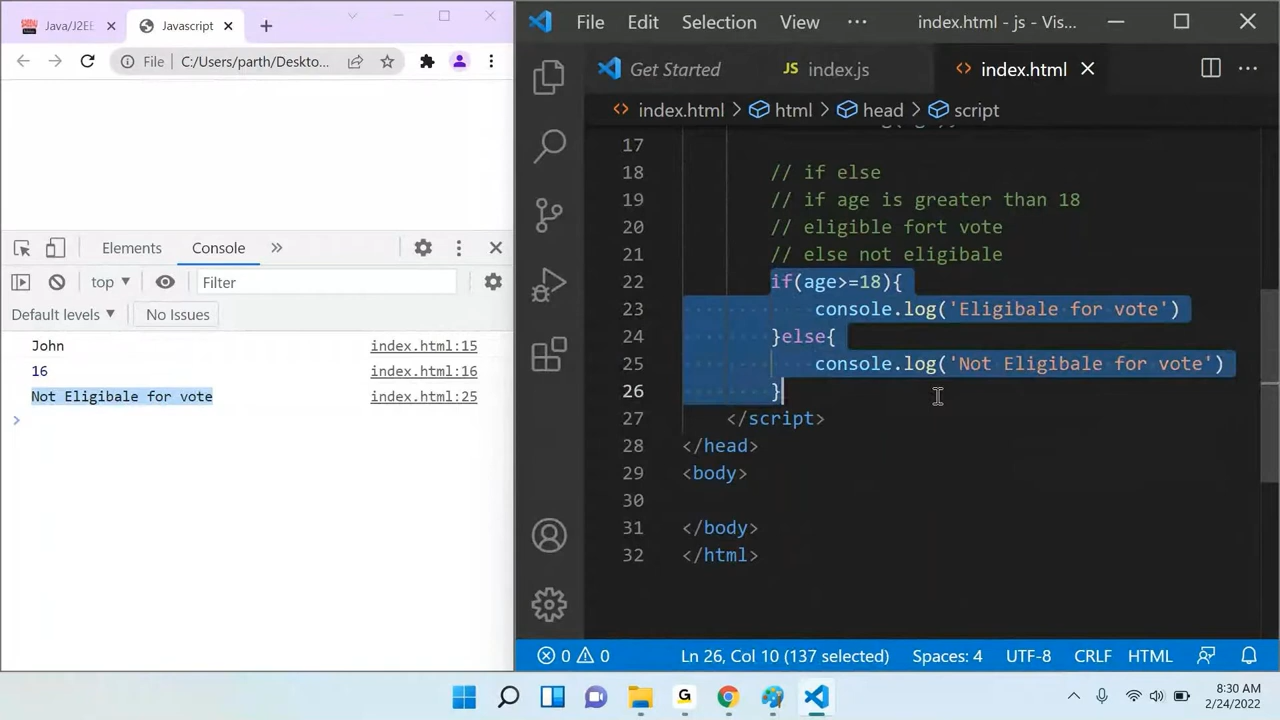 Java/J2EE
Javascript
File C:/Users/parth/Deskto...
Elements Console
top Filter
Default levels No Issues
John index.html:15
16 index.html:16
Not Eligibale for vote index.html:25
File Edit Selection View ... index.html - js - Vis...
Get Started JS index.js index.html
index.html > html > head > script
17
18 // if else
19 // if age is greater than 18
20 // eligible fort vote
21 // else not eligibale
22 if(age>=18){
23 console.log('Eligibale for vote')
24 }else{
25 console.log('Not Eligibale for vote')
26 }
27 </script>
28 </head>
29 <body>
30
31 </body>
32 </html>
0 0 Ln 26, Col 10 (137 selected) Spaces: 4 UTF-8 CRLF HTML
G
8:30 AM
2/24/2022